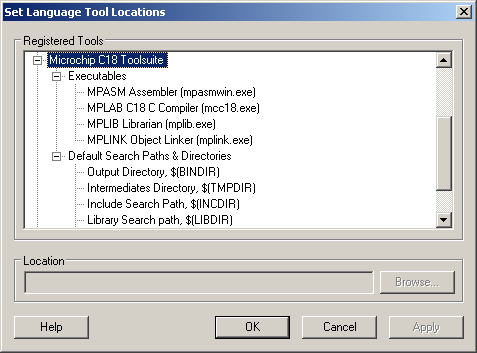 Set Language Tool Locations
Registered Tools
Microchip C18 Toolsuite
Executables
MPASM Assembler (mpasmwin.exe)
MPLAB C18 C Compiler (mcc18.exe)
MPLIB Librarian (mplib.exe)
MPLINK Object Linker (mplink.exe)
Default Search Paths & Directories
Output Directory, $(BINDIR)
Intermediates Directory, $(TMPDIR)
Include Search Path, $(INCDIR)
Library Search path, $(LIBDIR)
Location
Browse...
Help
OK
Cancel
Apply